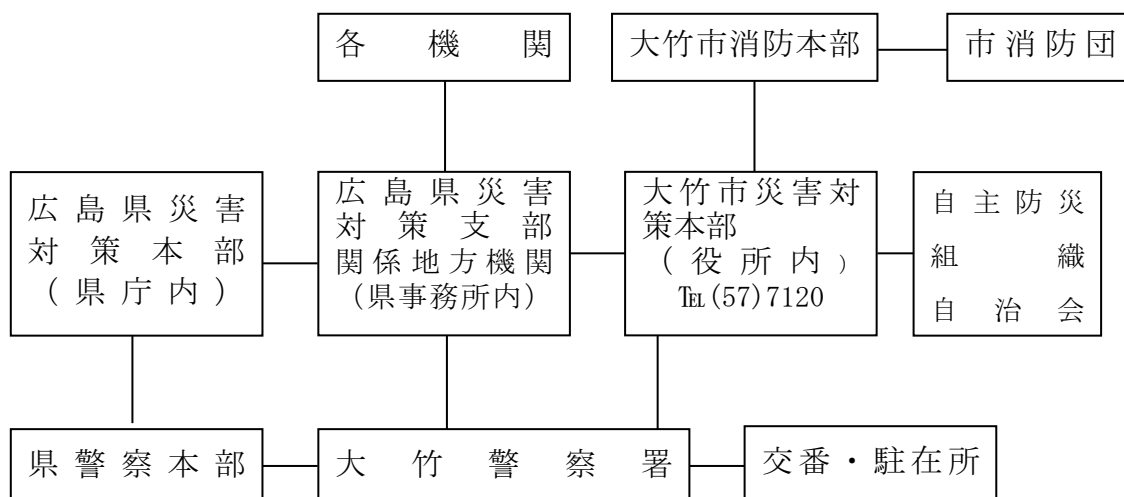 各機関
大竹市消防本部
市消防団
広島県災害
対策本部
(県庁内)
広島県災害
対策支部
関係地方機関
(県事務所内)
大竹市災害対
策本部
(役所内)
℡(57)7120
自主防災
組織
自治会
県警察本部
大竹警察署
交番・駐在所